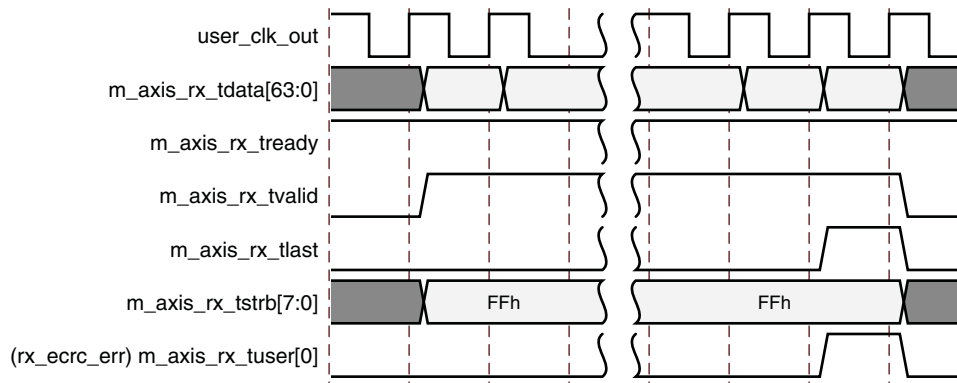 user_clk_out
m_axis_rx_tdata[63:0]
m_axis_rx_tready
m_axis_rx_tvalid
m_axis_rx_tlast
m_axis_rx_tstrb[7:0] FFh FFh
(rx_ecrc_err) m_axis_rx_tuser[0]